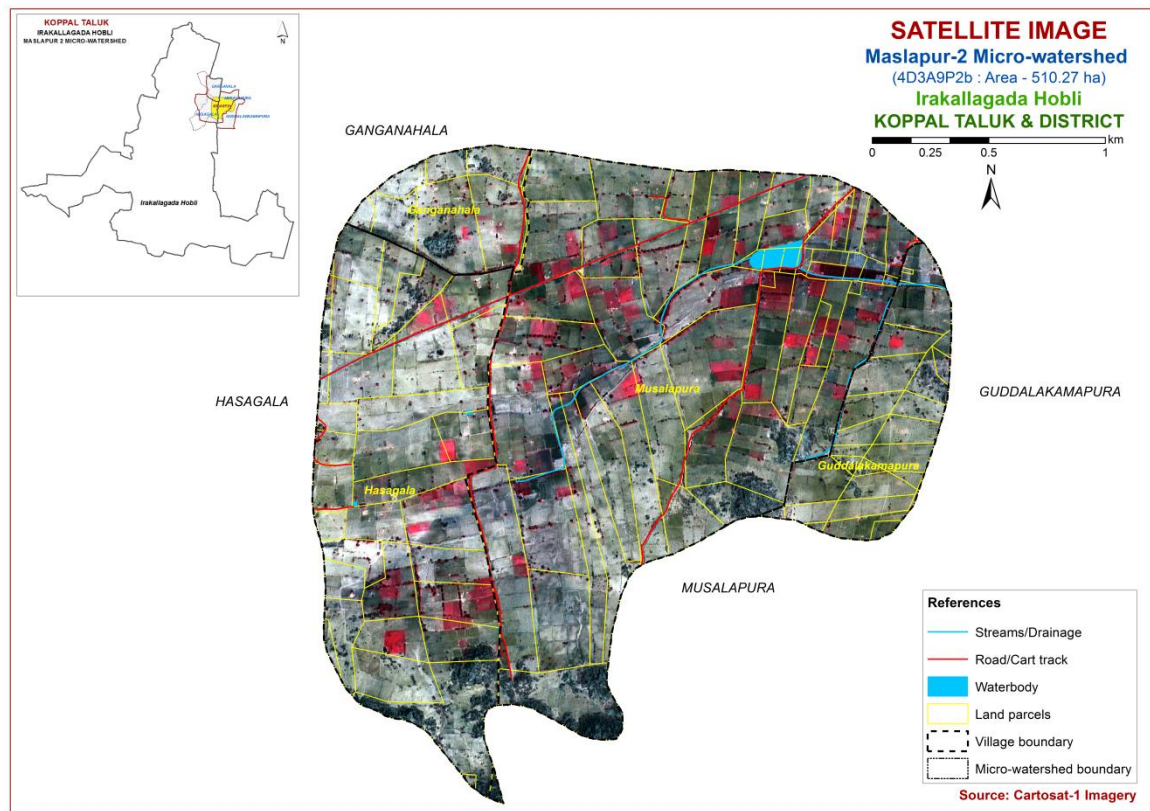 KOPPAL TALUK
IRAKALLAGADA HOBLI
MASLAPUR 2 MICRO-WATERSHED
N
GANGANAHALA
HASAGALA
GUDDALAKAMAPURA
Irakallagada Hobli
SATELLITE IMAGE
Maslapur-2 Micro-watershed
(4D3A9P2b : Area - 510.27 ha)
Irakallagada Hobli
KOPPAL TALUK & DISTRICT
km
0 0.25 0.5 1
N
GANGANAHALA
Ganganahala
HASAGALA
Musalapura
GUDDALAKAMAPURA
Guddalakamapura
Hasagala
MUSALAPURA
References
Streams/Drainage
Road/Cart track
Waterbody
Land parcels
Village boundary
Micro-watershed boundary
Source: Cartosat-1 Imagery